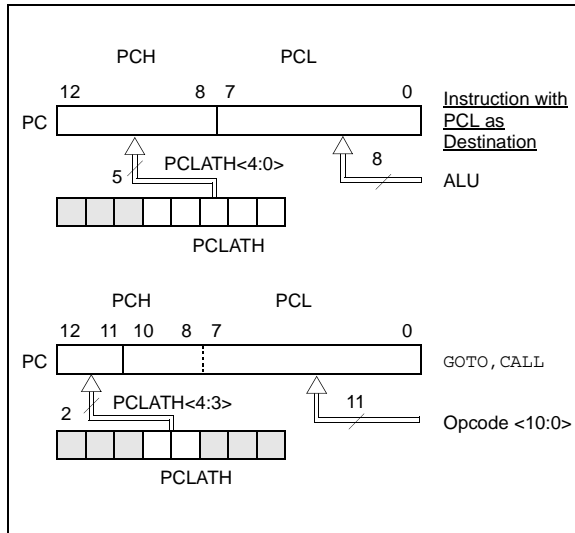 PCH PCL
12 8 7 0
PC
Instruction with
PCL as
Destination
5 PCLATH<4:0> 8
ALU
PCLATH
PCH PCL
12 11 10 8 7 0
PC GOTO, CALL
2 PCLATH<4:3> 11
Opcode <10:0>
PCLATH